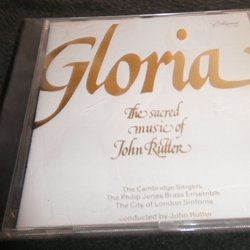 Gloria
The sacred
music of
John Rutter
The Cambridge Singers
The Philip Jones Brass Ensemble
The City of London Sinfonia
conducted by John Rutter